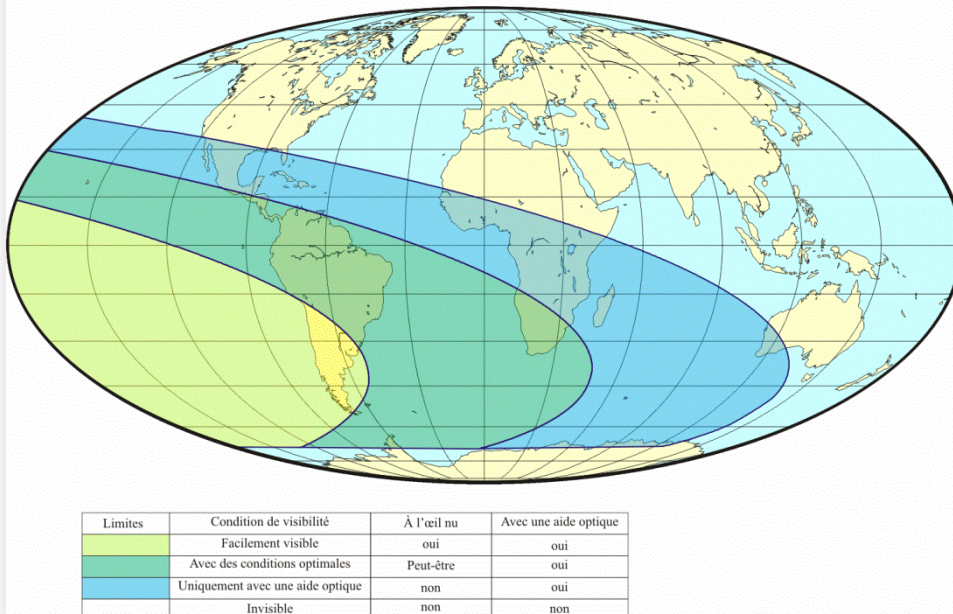 Limites Condition de visibilité À l’œil nu Avec une aide optique
Facilement visible oui oui
Avec des conditions optimales Peut-être oui
Uniquement avec une aide optique non oui
Invisible non non